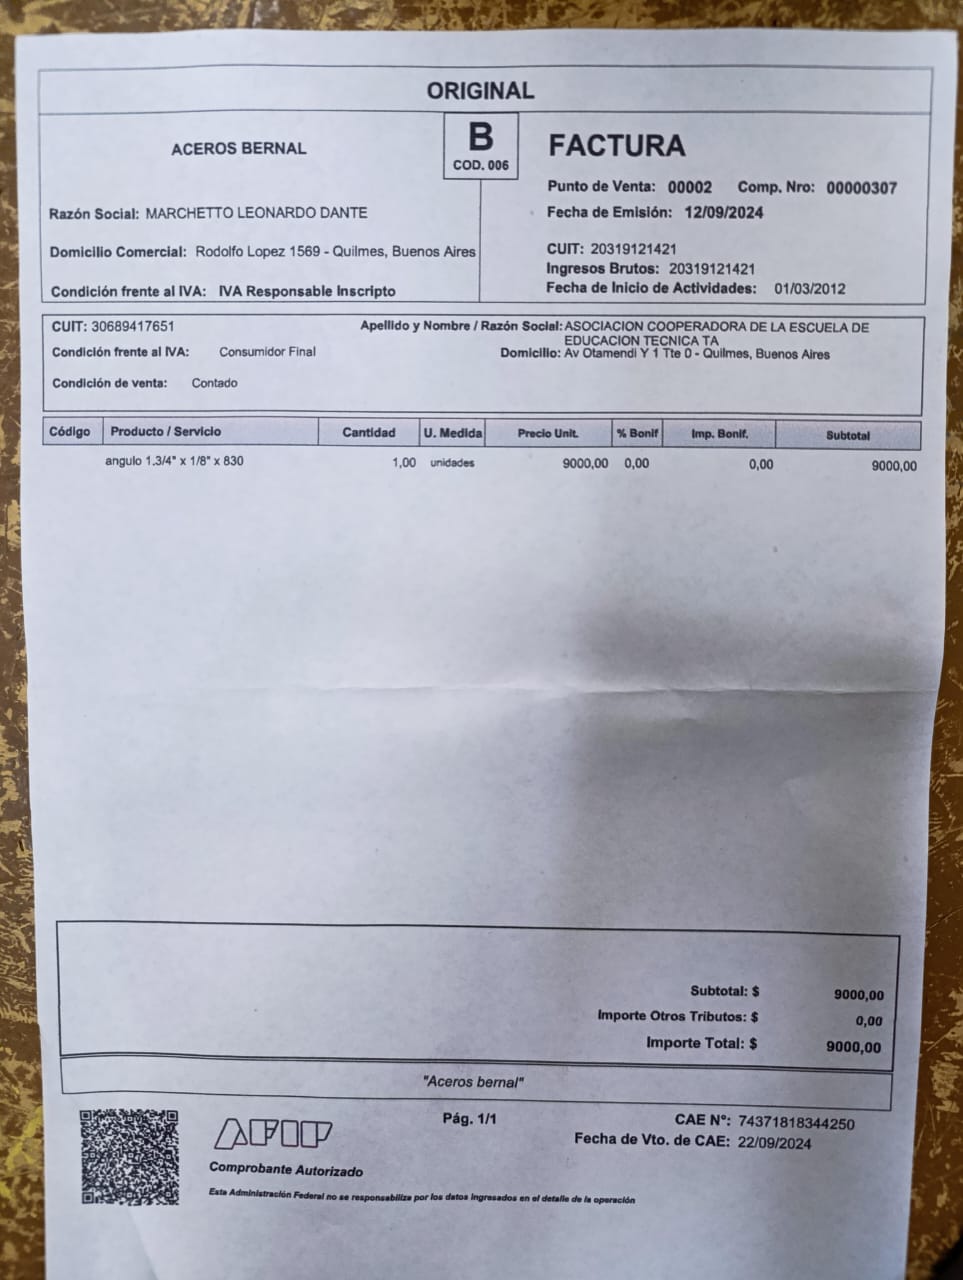 ORIGINAL
ACEROS BERNAL
B
COD. 006
FACTURA
Punto de Venta: 00002 Comp. Nro: 00000307
Razón Social: MARCHETTO LEONARDO DANTE
Fecha de Emisión: 12/09/2024
Domicilio Comercial: Rodolfo Lopez 1569 - Quilmes, Buenos Aires
CUIT: 20319121421
Ingresos Brutos: 20319121421
Condición frente al IVA: IVA Responsable Inscripto
Fecha de Inicio de Actividades: 01/03/2012
CUIT: 30689417651
Apellido y Nombre / Razón Social: ASOCIACION COOPERADORA DE LA ESCUELA DE
EDUCACION TECNICA TA
Condición frente al IVA: Consumidor Final
Domicilio: Av Otamendi Y 1 Tte 0 - Quilmes, Buenos Aires
Condición de venta: Contado
Código Producto / Servicio Cantidad U. Medida Precio Unit. % Bonif Imp. Bonif. Subtotal
angulo 1.3/4" x 1/8" x 830 1,00 unidades 9000,00 0,00 0,00 9000,00
Subtotal: $ 9000,00
Importe Otros Tributos: $ 0,00
Importe Total: $ 9000,00
"Aceros bernal"
AFIP
Pág. 1/1
CAE N°: 74371818344250
Fecha de Vto. de CAE: 22/09/2024
Comprobante Autorizado
Esta Administración Federal no se responsabiliza por los datos ingresados en el detalle de la operación